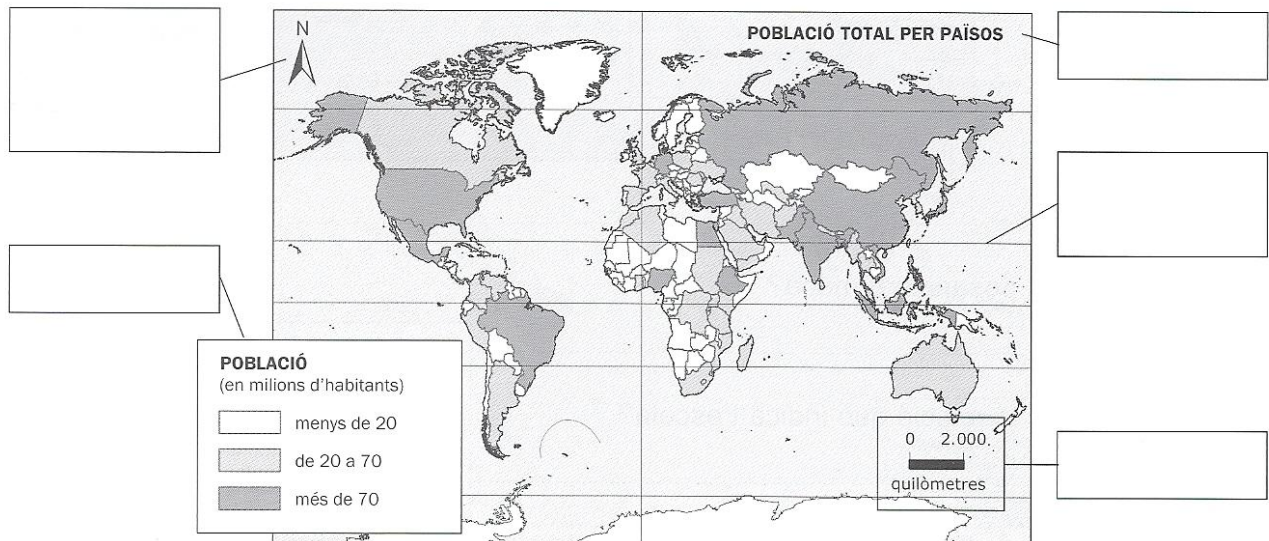 N
POBLACIÓ TOTAL PER PAÏSOS
POBLACIÓ
(en milions d'habitants)
menys de 20
de 20 a 70
més de 70
0 2.000
quilòmetres